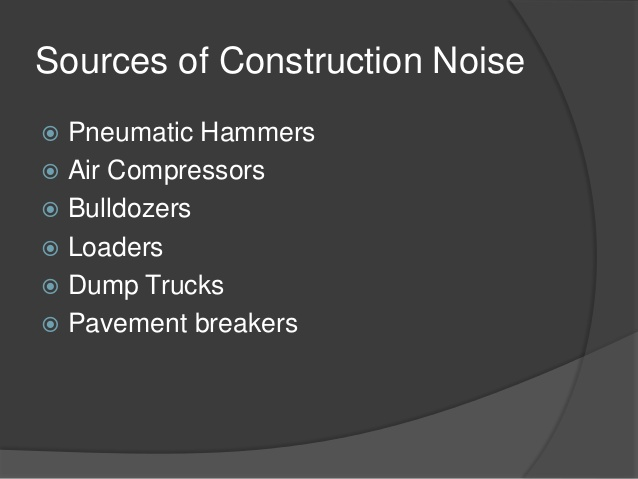 Sources of Construction Noise
Pneumatic Hammers
Air Compressors
Bulldozers
Loaders
Dump Trucks
Pavement breakers